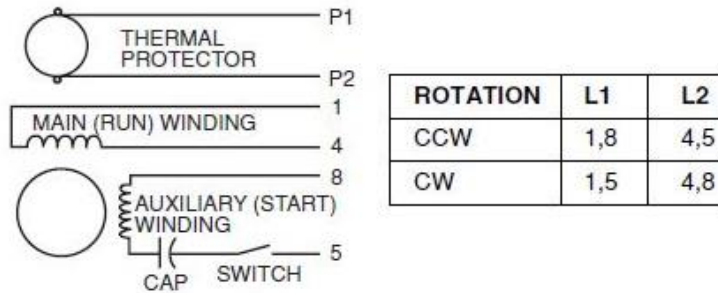 P1
THERMAL
PROTECTOR
P2
1
MAIN (RUN) WINDING
4
8
AUXILIARY (START)
WINDING
5
CAP
SWITCH
ROTATION L1 L2
CCW 1,8 4,5
CW 1,5 4,8